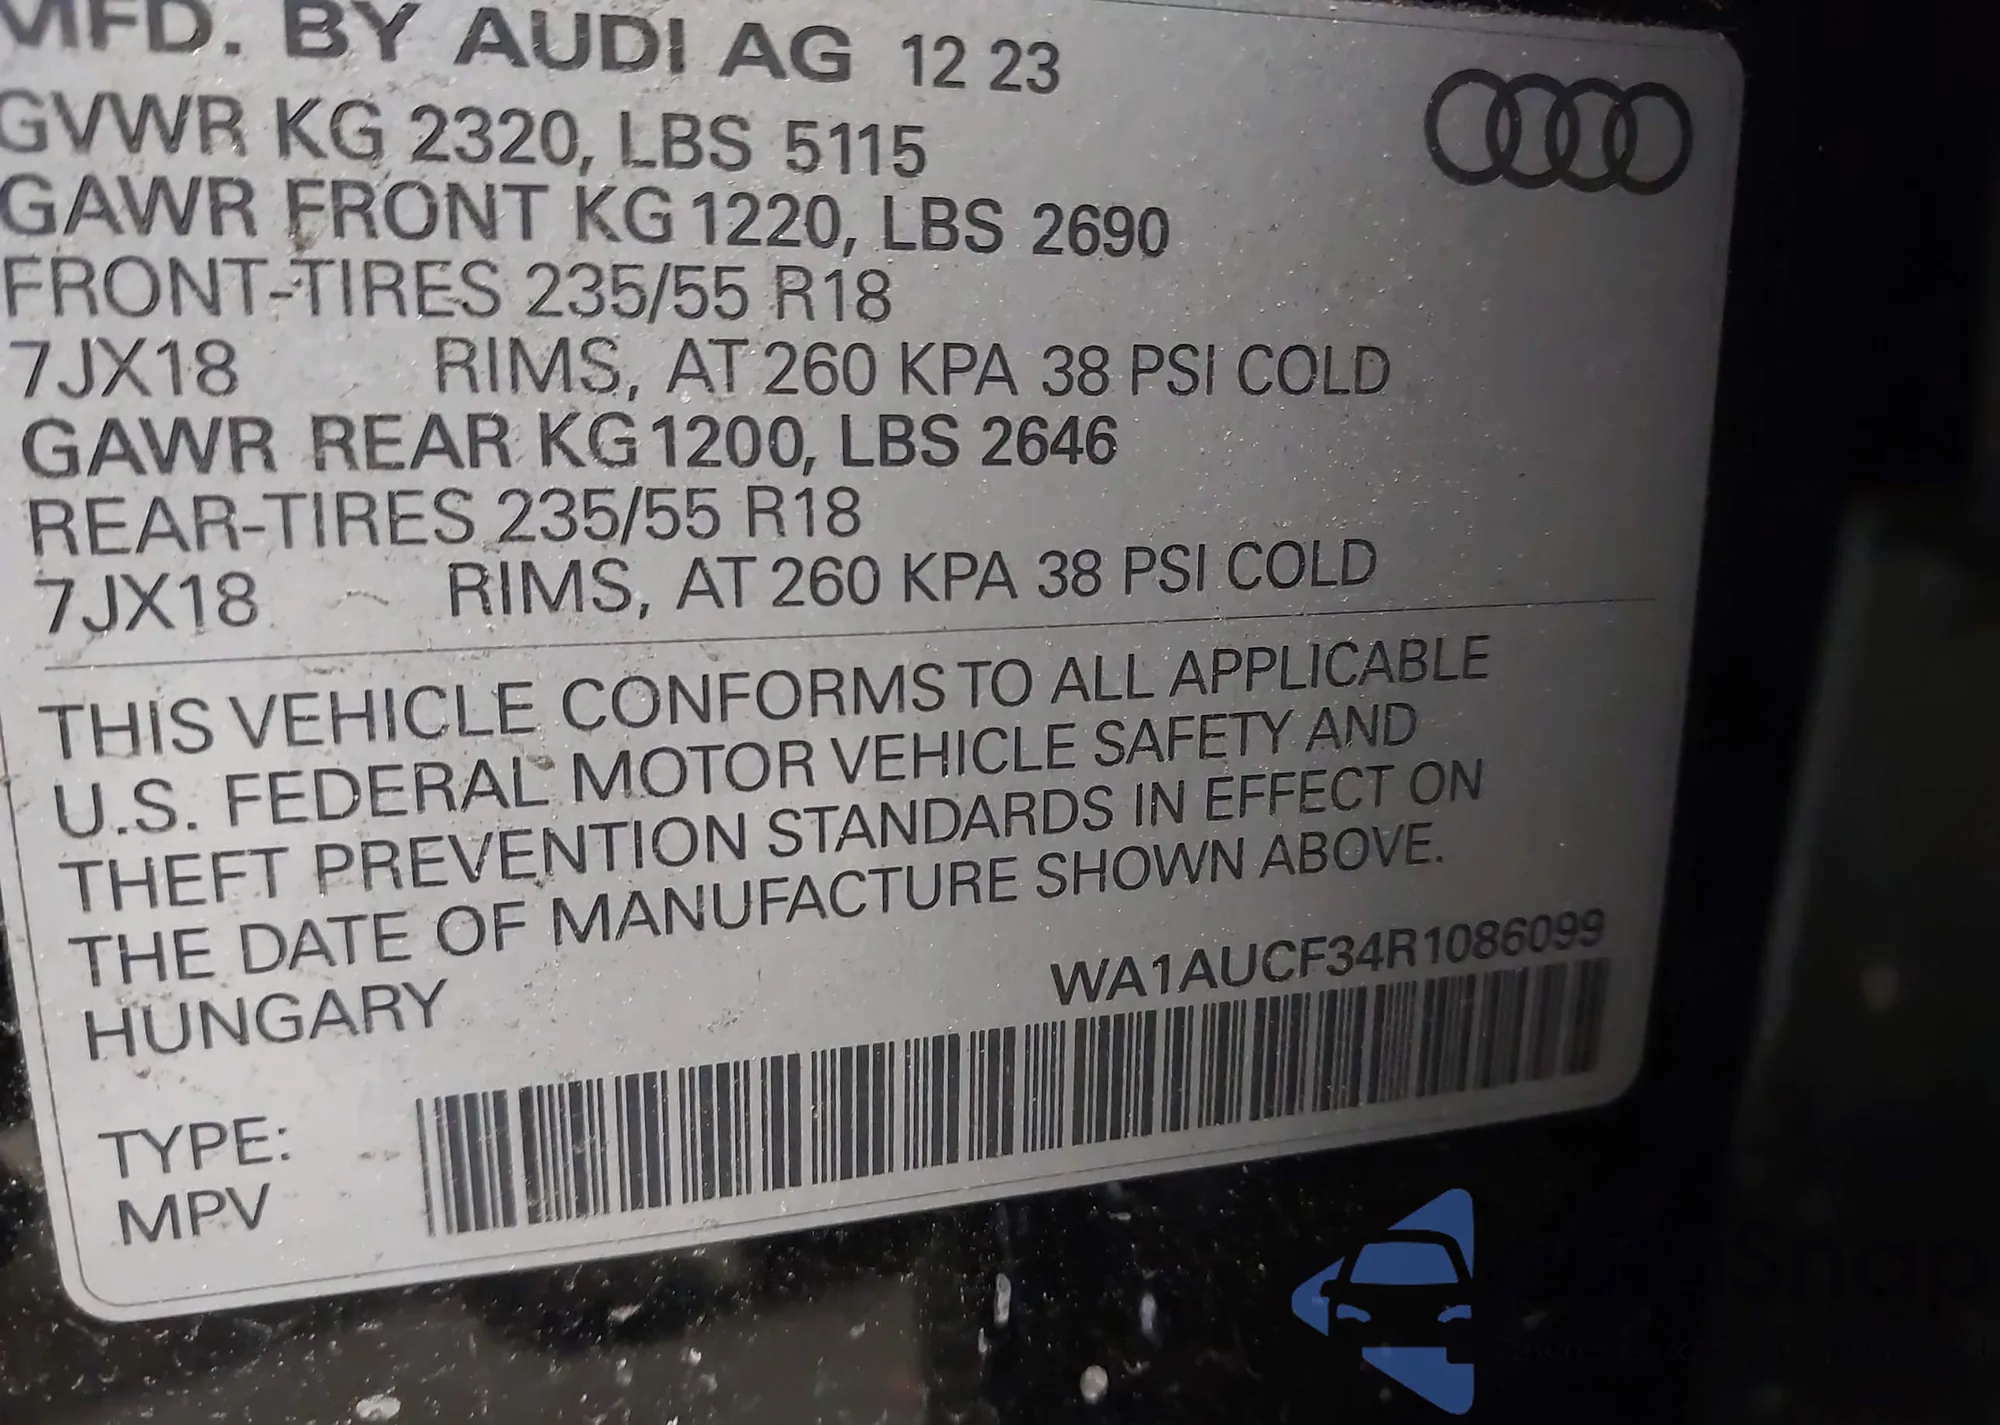 MFD. BY AUDI AG 12 23
GVWR KG 2320, LBS 5115
GAWR FRONT KG 1220, LBS 2690
FRONT-TIRES 235/55 R18
7JX18 RIMS, AT 260 KPA 38 PSI COLD
GAWR REAR KG 1200, LBS 2646
REAR-TIRES 235/55 R18
7JX18 RIMS, AT 260 KPA 38 PSI COLD
THIS VEHICLE CONFORMS TO ALL APPLICABLE
U.S. FEDERAL MOTOR VEHICLE SAFETY AND
THEFT PREVENTION STANDARDS IN EFFECT ON
THE DATE OF MANUFACTURE SHOWN ABOVE.
HUNGARY
WA1AUCF34R1086099
TYPE:
MPV